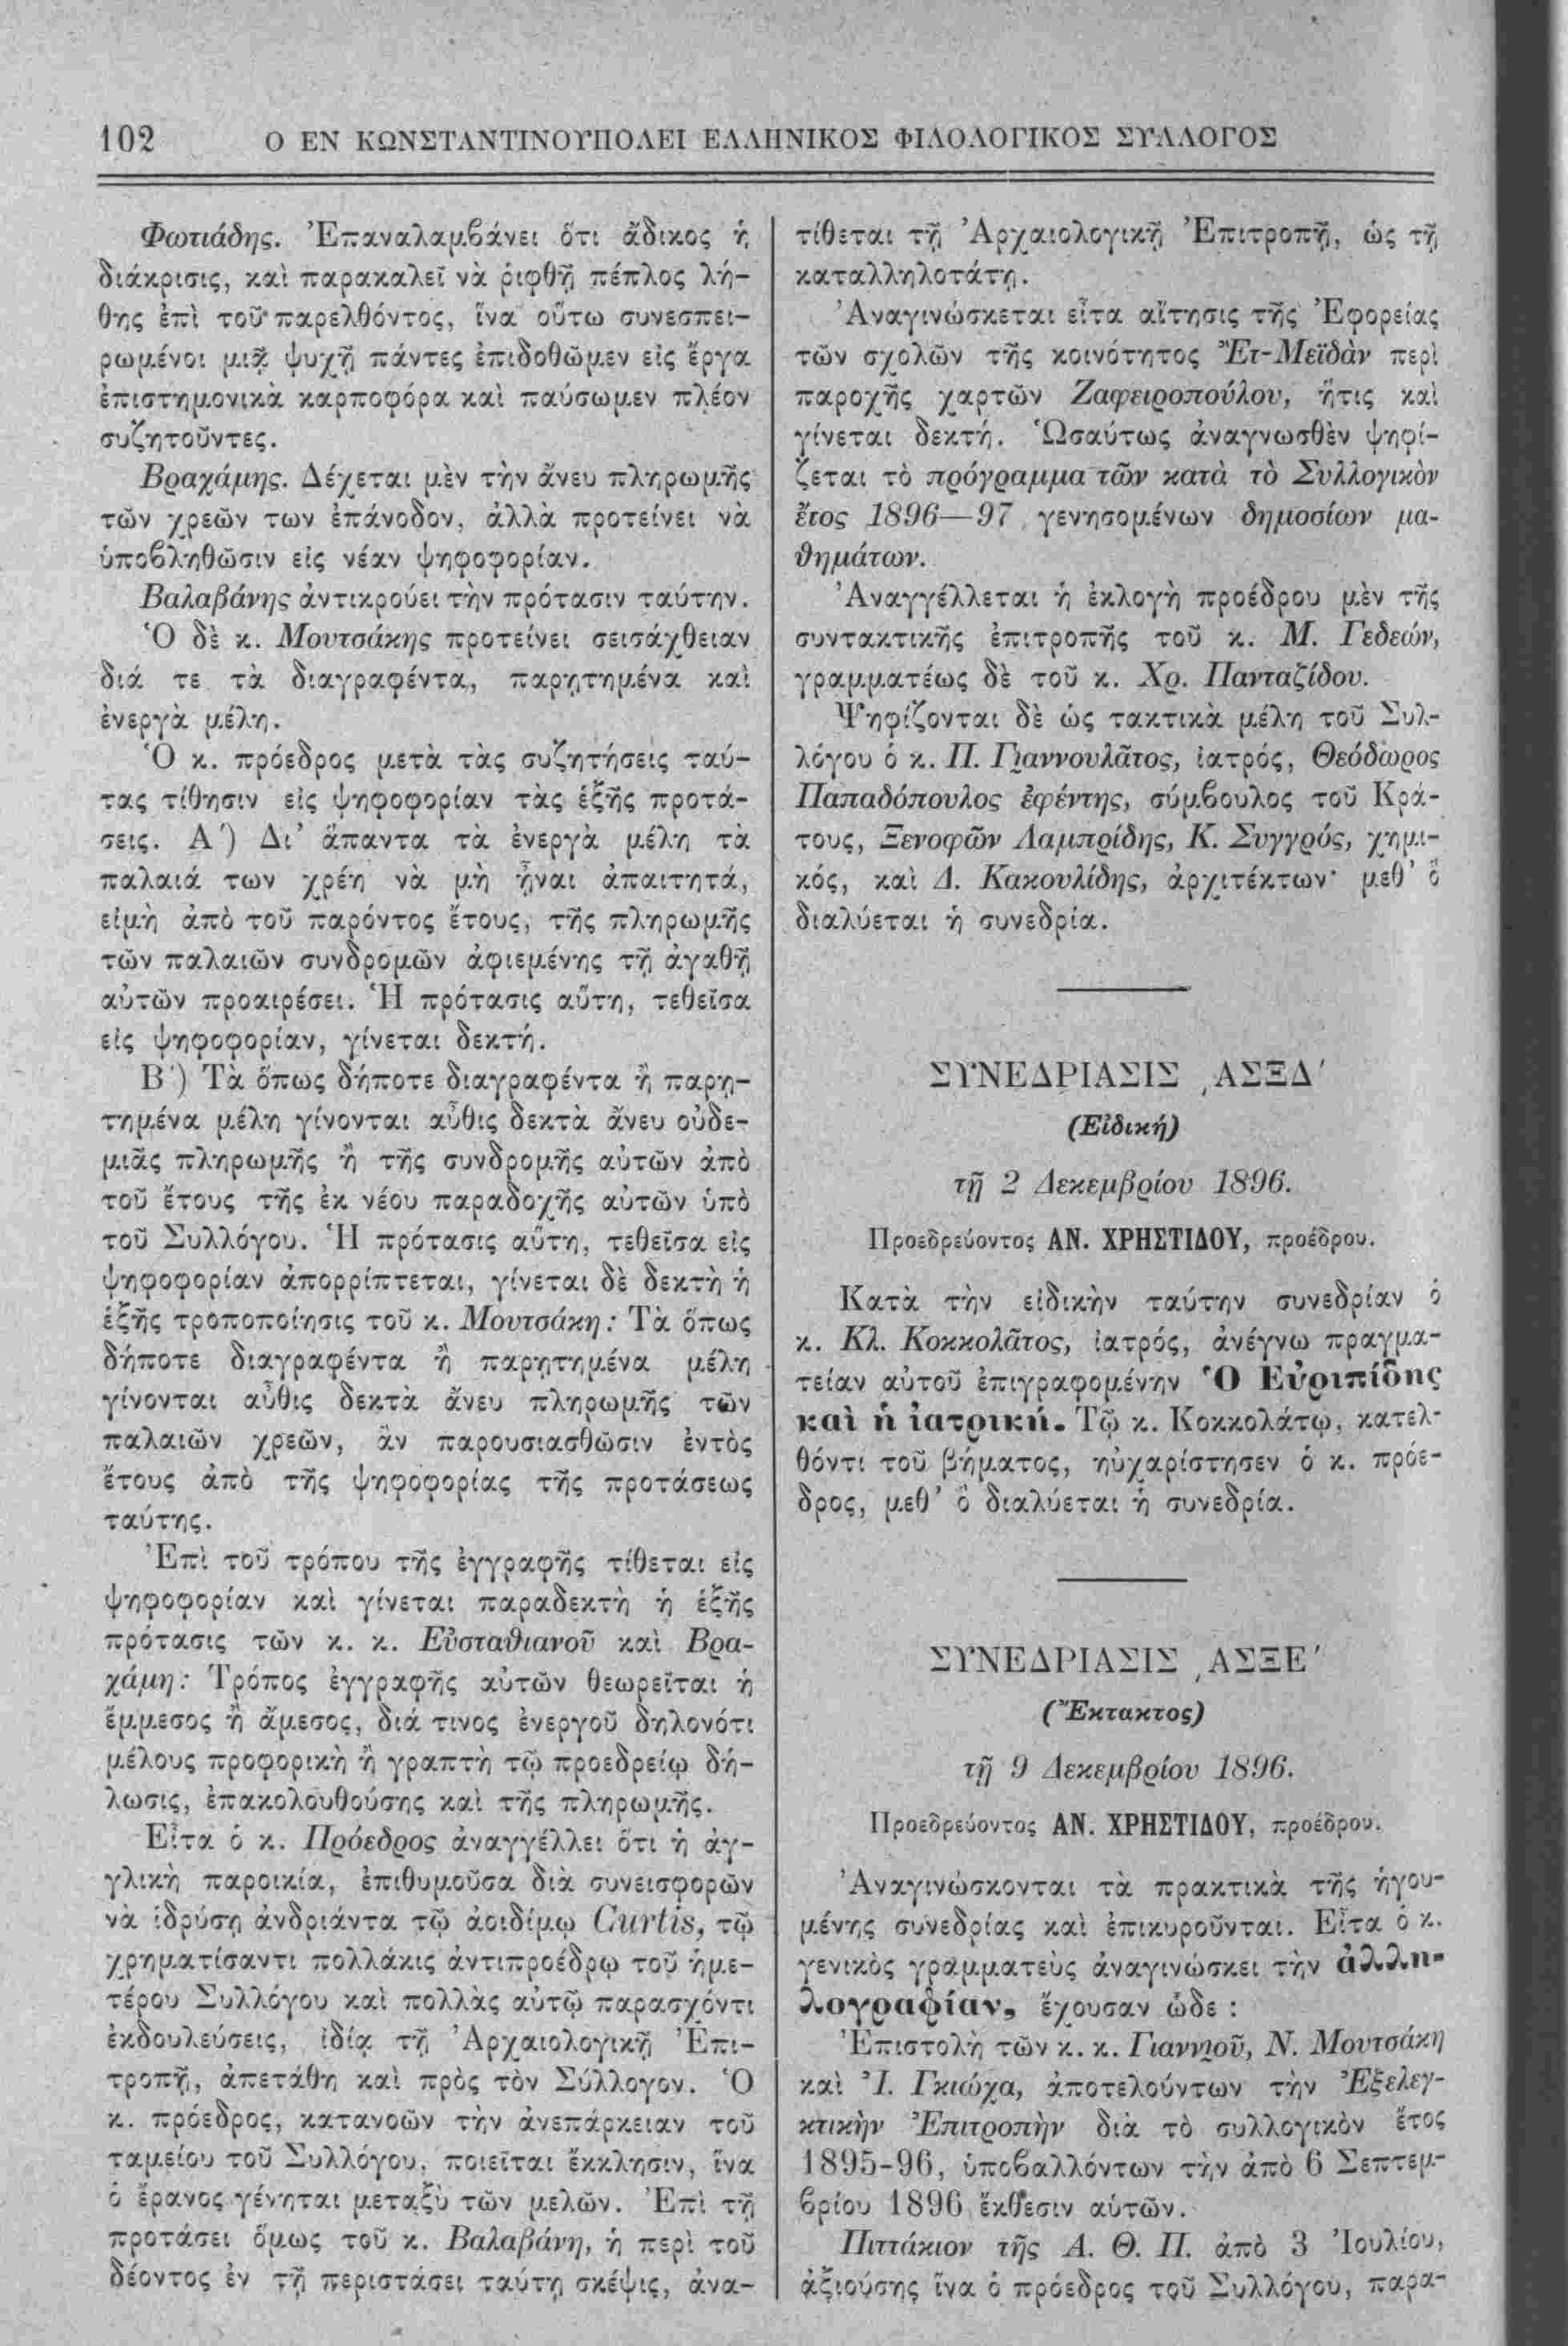 102 Ο ΕΝ ΚΩΝΣΤΑΝΤΙΝΟΥΠΟΛΕΙ ΕΛΛΗΝΙΚΟΣ ΦΙΛΟΛΟΓΙΚΟΣ ΣΥΛΛΟΓΟΣ
Φωτιάδης. Ἐπαναλαμβάνει ὅτι ἄδικος ἡ
διάκρισις, καὶ παρακαλεῖ νὰ ῥιφθῇ πέπλος λή-
θης ἐπὶ τοῦ παρελθόντος, ἵνα οὕτω συνεσπει-
ρωμένοι μιᾷ ψυχῇ πάντες ἐπιδοθῶμεν εἰς ἔργα
ἐπιστημονικὰ καρποφόρα καὶ παύσωμεν πλέον
συζητοῦντες.
Βραχάμης. Δέχεται μὲν τὴν ἄνευ πληρωμῆς
τῶν χρεῶν των ἐπάνοδον, ἀλλὰ προτείνει νὰ
ὑποβληθῶσιν εἰς νέαν ψηφοφορίαν.
Βαλαβάνης ἀντικρούει τὴν πρότασιν ταύτην.
Ὁ δὲ κ. Μουτσάκης προτείνει σεισάχθειαν
διά τε τὰ διαγραφέντα, παρῃτημένα καὶ
ἐνεργὰ μέλη.
Ὁ κ. πρόεδρος μετὰ τὰς συζητήσεις ταύ-
τας τίθησιν εἰς ψηφοφορίαν τὰς ἑξῆς προτά-
σεις. Α΄) Δι' ἅπαντα τὰ ἐνεργὰ μέλη τὰ
παλαιά των χρέη νὰ μὴ ἦναι ἀπαιτητά,
εἰμὴ ἀπὸ τοῦ παρόντος ἔτους, τῆς πληρωμῆς
τῶν παλαιῶν συνδρομῶν ἀφιεμένης τῇ ἀγαθῇ
αὐτῶν προαιρέσει. Ἡ πρότασις αὕτη, τεθεῖσα
εἰς ψηφοφορίαν, γίνεται δεκτή.
Β΄) Τὰ ὅπως δήποτε διαγραφέντα ἢ παρῃ-
τημένα μέλη γίνονται αὖθις δεκτὰ ἄνευ οὐδε-
μιᾶς πληρωμῆς ἢ τῆς συνδρομῆς αὐτῶν ἀπὸ
τοῦ ἔτους τῆς ἐκ νέου παραδοχῆς αὐτῶν ὑπὸ
τοῦ Συλλόγου. Ἡ πρότασις αὕτη, τεθεῖσα εἰς
ψηφοφορίαν ἀπορρίπτεται, γίνεται δὲ δεκτὴ ἡ
ἑξῆς τροποποίησις τοῦ κ. Μουτσάκη: Τὰ ὅπως
δήποτε διαγραφέντα ἢ παρῃτημένα μέλη
γίνονται αὖθις δεκτὰ ἄνευ πληρωμῆς τῶν
παλαιῶν χρεῶν, ἂν παρουσιασθῶσιν ἐντὸς
ἔτους ἀπὸ τῆς ψηφοφορίας τῆς προτάσεως
ταύτης.
Ἐπὶ τοῦ τρόπου τῆς ἐγγραφῆς τίθεται εἰς
ψηφοφορίαν καὶ γίνεται παραδεκτὴ ἡ ἑξῆς
πρότασις τῶν κ. κ. Εὐσταθιανοῦ καὶ Βρα-
χάμη: Τρόπος ἐγγραφῆς αὐτῶν θεωρεῖται ἡ
ἔμμεσος ἢ ἄμεσος, διά τινος ἐνεργοῦ δηλονότι
μέλους προφορικὴ ἢ γραπτὴ τῷ προεδρείῳ δή-
λωσις, ἐπακολουθούσης καὶ τῆς πληρωμῆς.
Εἶτα ὁ κ. Πρόεδρος ἀναγγέλλει ὅτι ἡ ἀγ-
γλικὴ παροικία, ἐπιθυμοῦσα διὰ συνεισφορῶν
νὰ ἱδρύσῃ ἀνδριάντα τῷ ἀοιδίμῳ Curtis, τῷ
χρηματίσαντι πολλάκις ἀντιπροέδρῳ τοῦ ἡμε-
τέρου Συλλόγου καὶ πολλὰς αὐτῷ παρασχόντι
ἐκδουλεύσεις, ἰδίᾳ τῇ Ἀρχαιολογικῇ Ἐπι-
τροπῇ, ἀπετάθη καὶ πρὸς τὸν Σύλλογον. Ὁ
κ. πρόεδρος, κατανοῶν τὴν ἀνεπάρκειαν τοῦ
ταμείου τοῦ Συλλόγου, ποιεῖται ἔκκλησιν, ἵνα
ὁ ἔρανος γένηται μεταξὺ τῶν μελῶν. Ἐπὶ τῇ
προτάσει ὅμως τοῦ κ. Βαλαβάνη, ἡ περὶ τοῦ
δέοντος ἐν τῇ περιστάσει ταύτῃ σκέψις, ἀνα-
τίθεται τῇ Ἀρχαιολογικῇ Ἐπιτροπῇ, ὡς τῇ
καταλληλοτάτῃ.
Ἀναγινώσκεται εἶτα αἴτησις τῆς Ἐφορείας
τῶν σχολῶν τῆς κοινότητος Ἒτ-Μεϊδὰν περὶ
παροχῆς χαρτῶν Ζαφειροπούλου, ἥτις καὶ
γίνεται δεκτή. Ὡσαύτως ἀναγνωσθὲν ψηφί-
ζεται τὸ πρόγραμμα τῶν κατὰ τὸ Συλλογικὸν
ἔτος 1896—97 γενησομένων δημοσίων μα-
θημάτων.
Ἀναγγέλλεται ἡ ἐκλογὴ προέδρου μὲν τῆς
συντακτικῆς ἐπιτροπῆς τοῦ κ. Μ. Γεδεών,
γραμματέως δὲ τοῦ κ. Χρ. Πανταζίδου.
Ψηφίζονται δὲ ὡς τακτικὰ μέλη τοῦ Συλ-
λόγου ὁ κ. Π. Γιαννουλᾶτος, ἰατρός, Θεόδωρος
Παπαδόπουλος ἐφέντης, σύμβουλος τοῦ Κρά-
τους, Ξενοφῶν Λαμπρίδης, Κ. Συγγρός, χημι-
κός, καὶ Δ. Κακουλίδης, ἀρχιτέκτων· μεθ' ὃ
διαλύεται ἡ συνεδρία.
ΣΥΝΕΔΡΙΑΣΙΣ ͵ΑΣΞΔ΄
(Εἰδική)
τῇ 2 Δεκεμβρίου 1896.
Προεδρεύοντος ΑΝ. ΧΡΗΣΤΙΔΟΥ, προέδρου.
Κατὰ τὴν εἰδικὴν ταύτην συνεδρίαν ὁ
κ. Κλ. Κοκκολᾶτος, ἰατρός, ἀνέγνω πραγμα-
τείαν αὐτοῦ ἐπιγραφομένην Ὁ Εὐριπίδης
καὶ ἡ ἰατρική. Τῷ κ. Κοκκολάτῳ, κατελ-
θόντι τοῦ βήματος, ηὐχαρίστησεν ὁ κ. πρόε-
δρος, μεθ' ὃ διαλύεται ἡ συνεδρία.
ΣΥΝΕΔΡΙΑΣΙΣ ͵ΑΣΞΕ΄
(Ἔκτακτος)
τῇ 9 Δεκεμβρίου 1896.
Προεδρεύοντος ΑΝ. ΧΡΗΣΤΙΔΟΥ, προέδρου.
Ἀναγινώσκονται τὰ πρακτικὰ τῆς ἡγου-
μένης συνεδρίας καὶ ἐπικυροῦνται. Εἶτα ὁ κ.
γενικὸς γραμματεὺς ἀναγινώσκει τὴν ἀλλη-
λογραφίαν, ἔχουσαν ὧδε :
Ἐπιστολὴ τῶν κ. κ. Γιαννιοῦ, Ν. Μουτσάκη
καὶ Ἰ. Γκιώχα, ἀποτελούντων τὴν Ἐξελεγ-
κτικὴν Ἐπιτροπὴν διὰ τὸ συλλογικὸν ἔτος
1895-96, ὑποβαλλόντων τὴν ἀπὸ 6 Σεπτεμ-
βρίου 1896 ἔκθεσιν αὑτῶν.
Πιττάκιον τῆς Α. Θ. Π. ἀπὸ 3 Ἰουλίου,
ἀξιούσης ἵνα ὁ πρόεδρος τοῦ Συλλόγου, παρα-